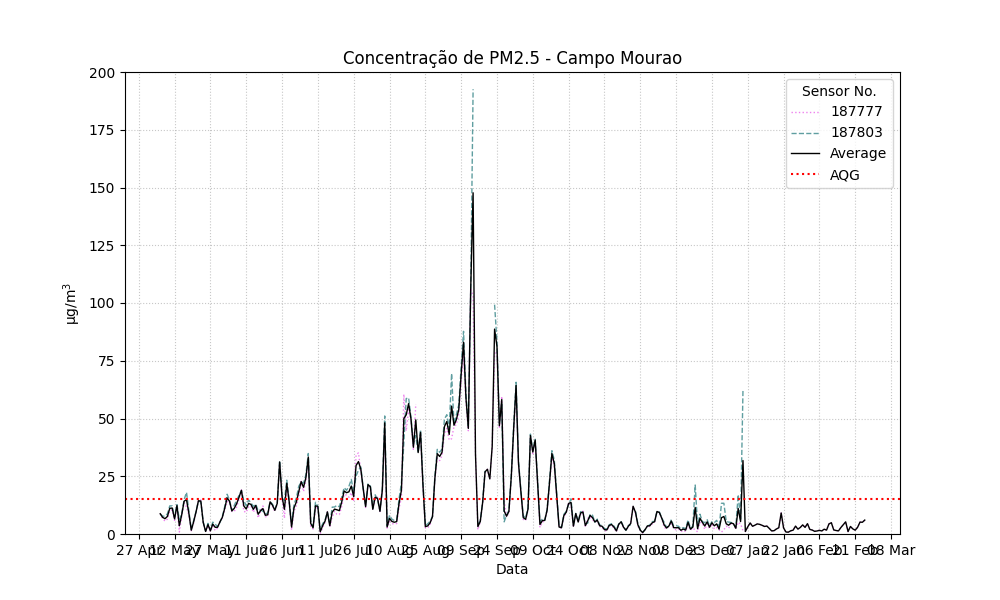 Concentração de PM2.5 - Campo Mourao
200
175
150
125
100
75
50
25
0
µg/m³
Sensor No.
187777
187803
Average
AQG
27 Apr 12 May 27 May 11 Jun 26 Jun 11 Jul 26 Jul 10 Aug 25 Aug 09 Sep 24 Sep 09 Oct 24 Oct 08 Nov 23 Nov 08 Dec 23 Dec 07 Jan 22 Jan 06 Feb 21 Feb 08 Mar
Data